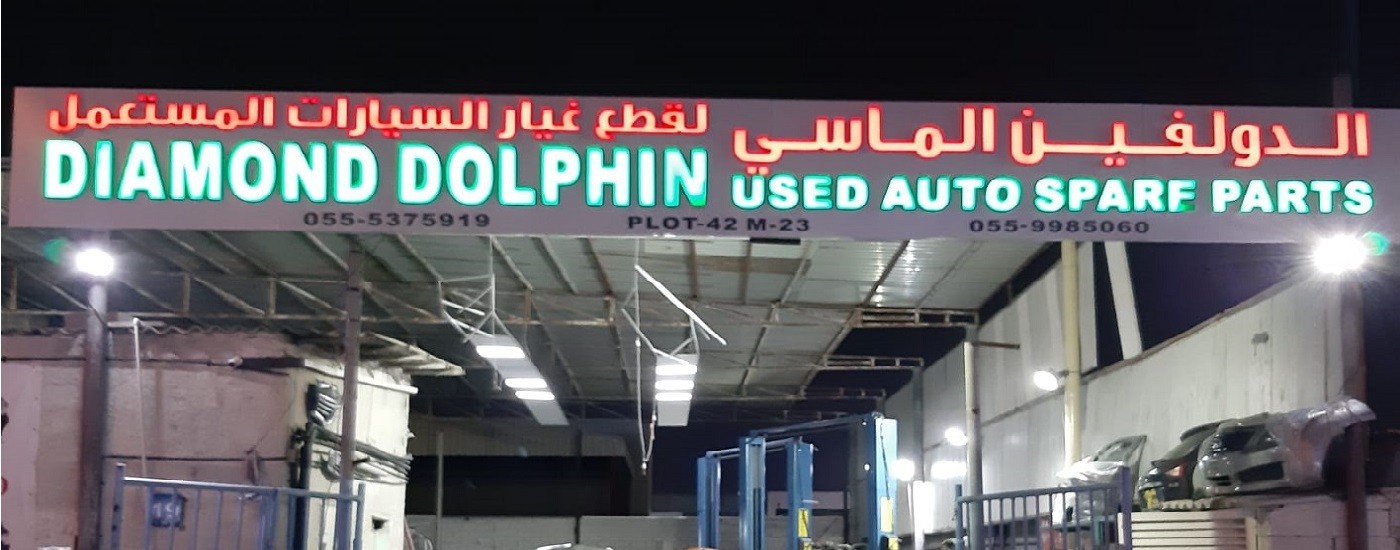 الدولفين الماسي لقطع غيار السيارات المستعمل
DIAMOND DOLPHIN USED AUTO SPARE PARTS
055-5375919 PLOT-42 M-23 055-9985060
19